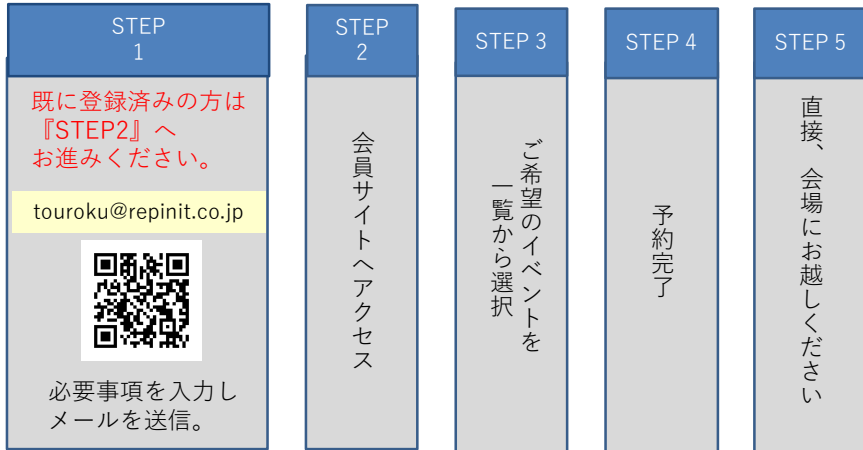 STEP
1
既に登録済みの方は
『STEP2』へ
お進みください。
touroku@repinit.co.jp
必要事項を入力し
メールを送信。
STEP
2
会員サイトへアクセス
STEP 3
ご希望のイベントを
一覧から選択
STEP 4
予約完了
STEP 5
直接、会場にお越しください